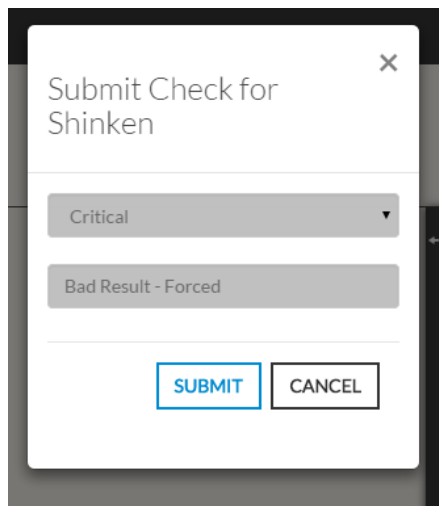 Submit Check for
Shinken
Critical
Bad Result - Forced
SUBMIT
CANCEL